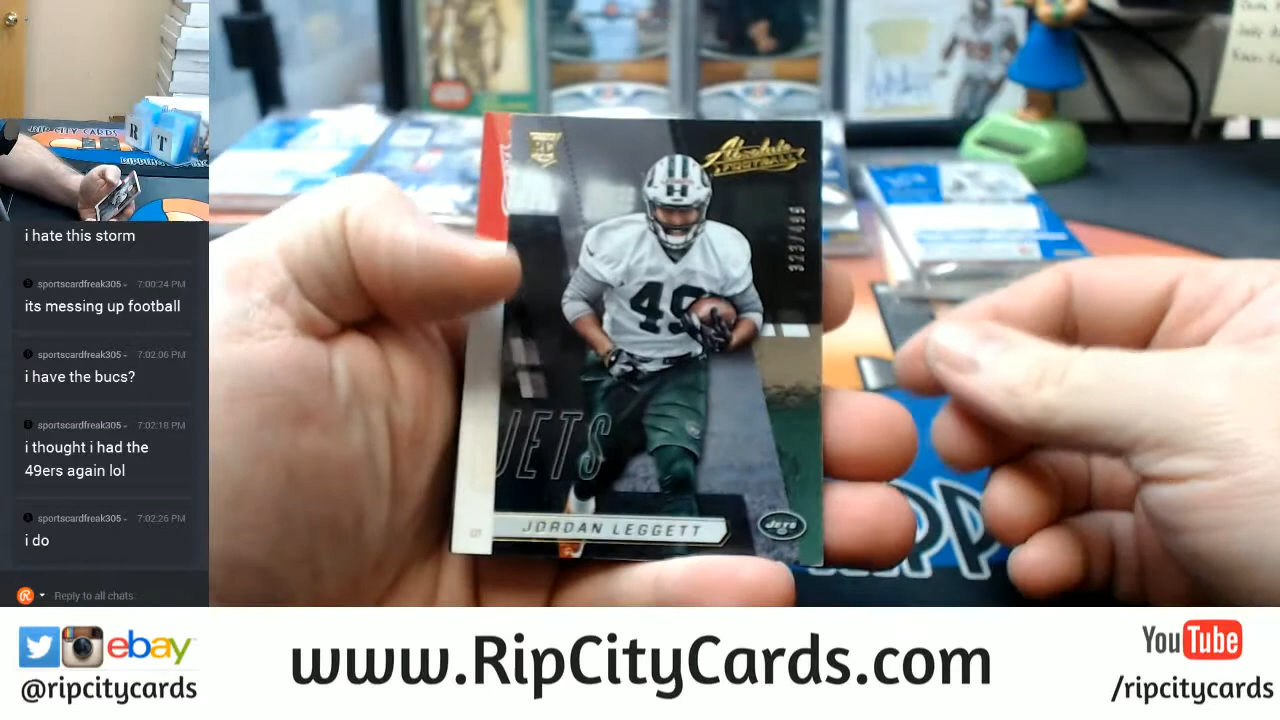 RIP CITY CARDS
R
T
i hate this storm
sportscardfreak305 7:00:24 PM
its messing up football
sportscardfreak305 7:02:06 PM
i have the bucs?
sportscardfreak305 7:02:18 PM
i thought i had the
49ers again lol
sportscardfreak305 7:02:26 PM
i do
Reply to all chats
RC
Absolute
FOOTBALL
323/499
49
JETS
JORDAN LEGGETT
JETS
ebay
@ripcitycards
www.RipCityCards.com
YouTube
/ripcitycards